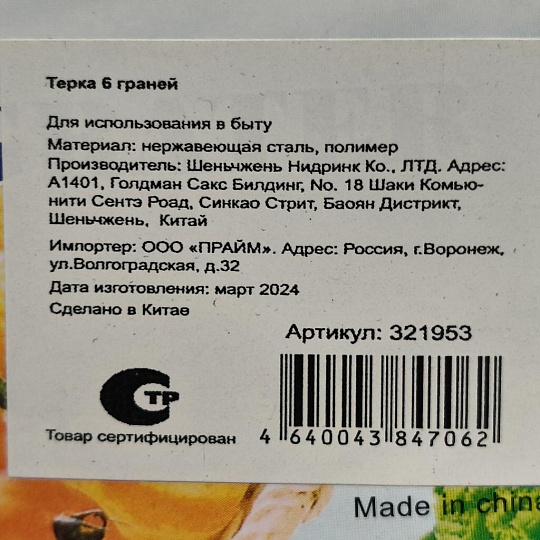 Терка 6 граней
Для использования в быту
Материал: нержавеющая сталь, полимер
Производитель: Шеньчжень Нидринк Ко., ЛТД. Адрес:
А1401, Голдман Сакс Билдинг, No. 18 Шаки Комью-
нити Сентэ Роад, Синкао Стрит, Баоян Дистрикт,
Шеньчжень, Китай
Импортер: ООО «ПРАЙМ». Адрес: Россия, г.Воронеж,
ул.Волгоградская, д.32
Дата изготовления: март 2024
Сделано в Китае
Артикул: 321953
СТР
Товар сертифицирован
4 640043 847062
Made in china